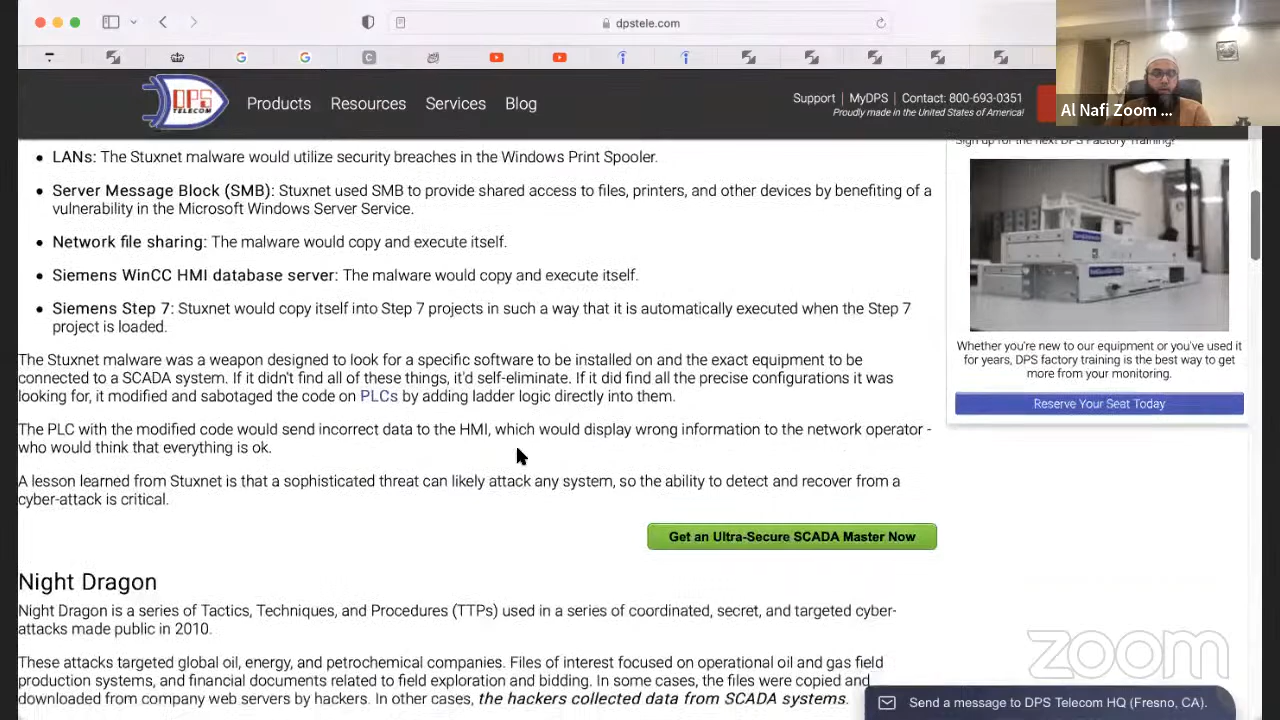 dpstele.com
DPS
TELECOM
Products
Resources
Services
Blog
Support | MyDPS | Contact: 800-693-0351
Proudly made in the United States of America!
Al Nafi Zoom ...
LANs: The Stuxnet malware would utilize security breaches in the Windows Print Spooler.
Server Message Block (SMB): Stuxnet used SMB to provide shared access to files, printers, and other devices by benefiting of a
vulnerability in the Microsoft Windows Server Service.
Network file sharing: The malware would copy and execute itself.
Siemens WinCC HMI database server: The malware would copy and execute itself.
Siemens Step 7: Stuxnet would copy itself into Step 7 projects in such a way that it is automatically executed when the Step 7
project is loaded.
The Stuxnet malware was a weapon designed to look for a specific software to be installed on and the exact equipment to be
connected to a SCADA system. If it didn't find all of these things, it'd self-eliminate. If it did find all the precise configurations it was
looking for, it modified and sabotaged the code on PLCs by adding ladder logic directly into them.
The PLC with the modified code would send incorrect data to the HMI, which would display wrong information to the network operator -
who would think that everything is ok.
A lesson learned from Stuxnet is that a sophisticated threat can likely attack any system, so the ability to detect and recover from a
cyber-attack is critical.
Get an Ultra-Secure SCADA Master Now
Night Dragon
Night Dragon is a series of Tactics, Techniques, and Procedures (TTPs) used in a series of coordinated, secret, and targeted cyber-
attacks made public in 2010.
These attacks targeted global oil, energy, and petrochemical companies. Files of interest focused on operational oil and gas field
production systems, and financial documents related to field exploration and bidding. In some cases, the files were copied and
downloaded from company web servers by hackers. In other cases, the hackers collected data from SCADA systems.
Sign up for the next DPS Factory Training?
Whether you're new to our equipment or you've used it
for years, DPS factory training is the best way to get
more from your monitoring.
Reserve Your Seat Today
zoom
Send a message to DPS Telecom HQ (Fresno, CA).